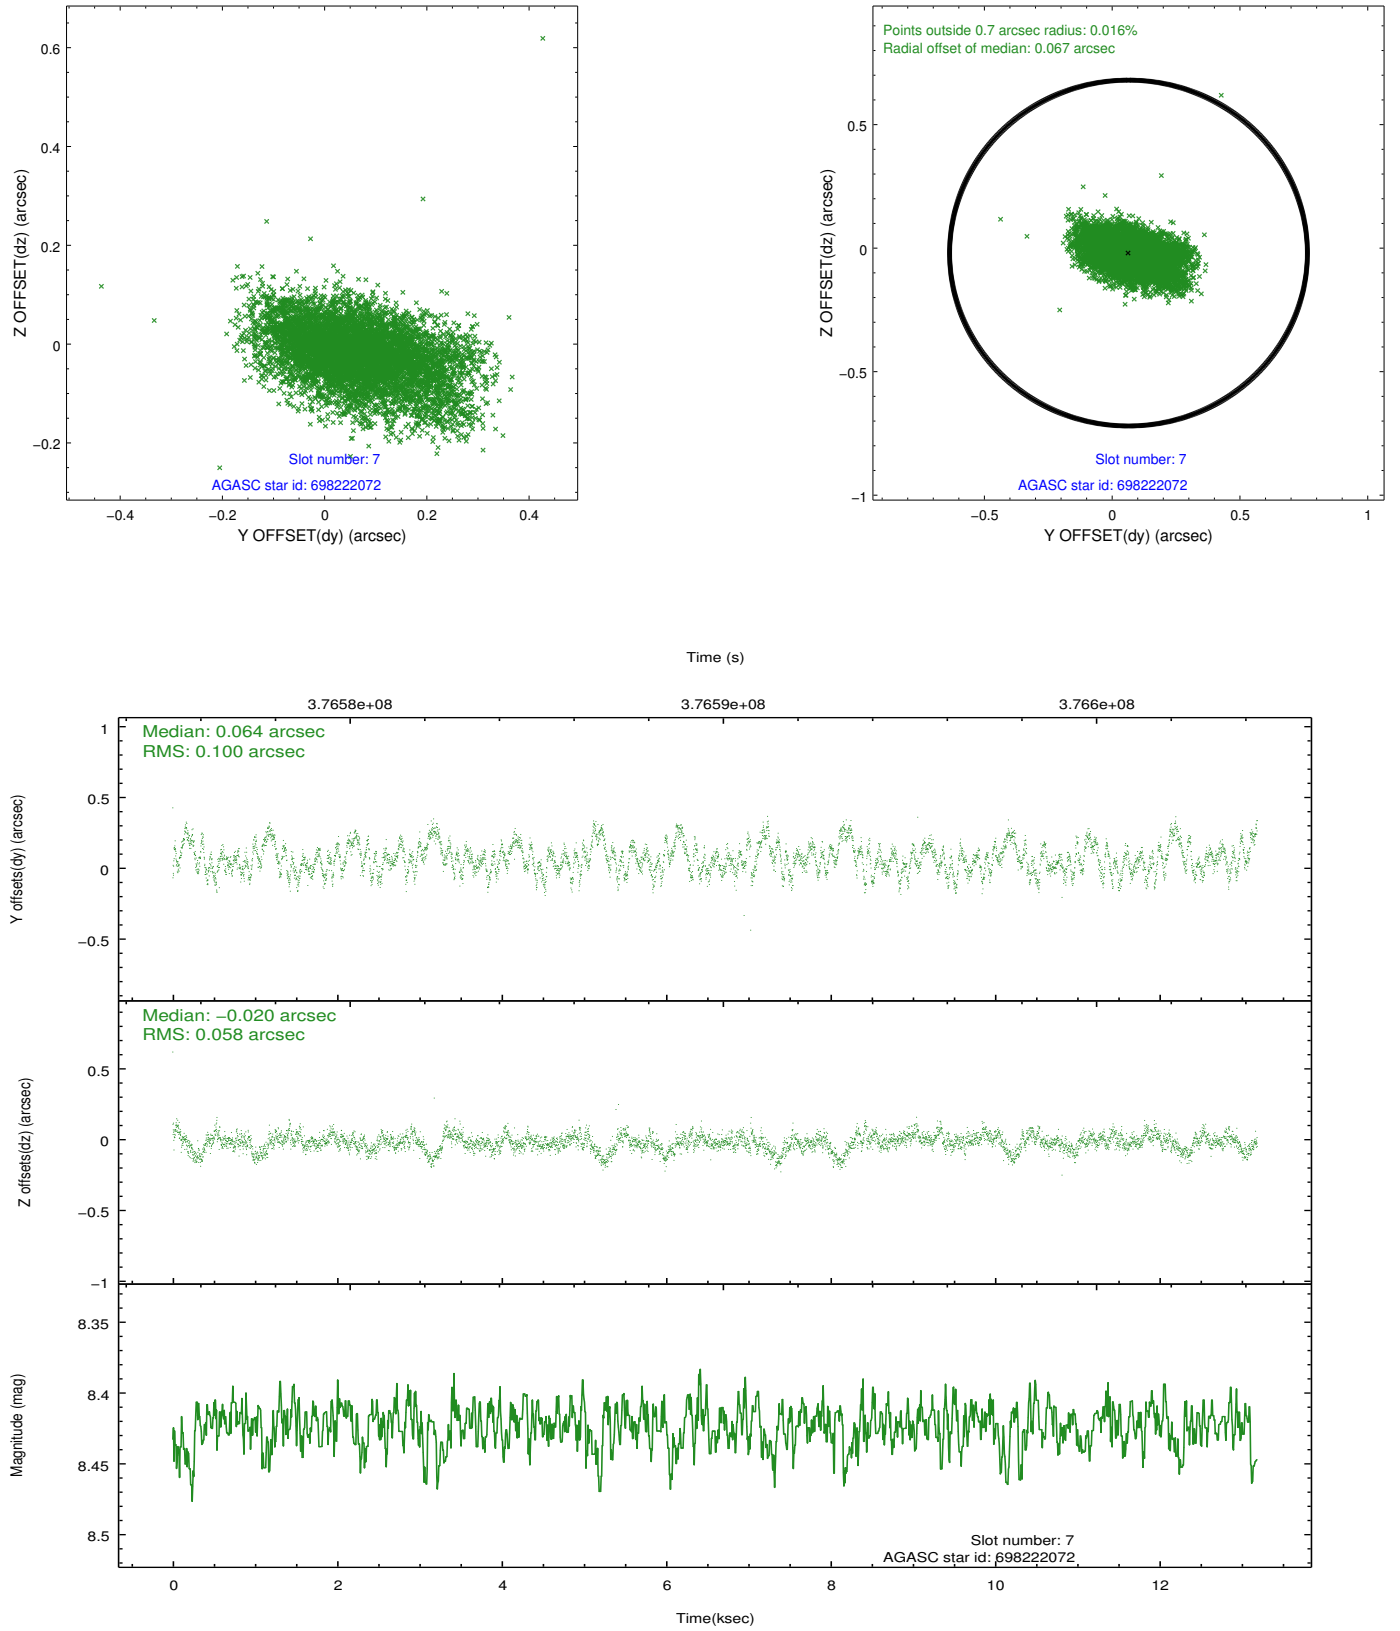 0.6
0.4
0.2
0
−0.2
−0.4
−0.2
0
0.2
0.4
Z OFFSET(dz) (arcsec)
Y OFFSET(dy) (arcsec)
Slot number: 7
AGASC star id: 698222072
Points outside 0.7 arcsec radius: 0.016%
Radial offset of median: 0.067 arcsec
0.5
0
−0.5
−1
−0.5
0
0.5
1
Z OFFSET(dz) (arcsec)
Y OFFSET(dy) (arcsec)
Slot number: 7
AGASC star id: 698222072
Time (s)
3.7658e+08
3.7659e+08
3.766e+08
Median: 0.064 arcsec
RMS: 0.100 arcsec
1
0.5
0
−0.5
Y offsets(dy) (arcsec)
Median: −0.020 arcsec
RMS: 0.058 arcsec
0.5
0
−0.5
−1
Z offsets(dz) (arcsec)
8.35
8.4
8.45
8.5
Magnitude (mag)
Slot number: 7
AGASC star id: 698222072
0
2
4
6
8
10
12
Time(ksec)